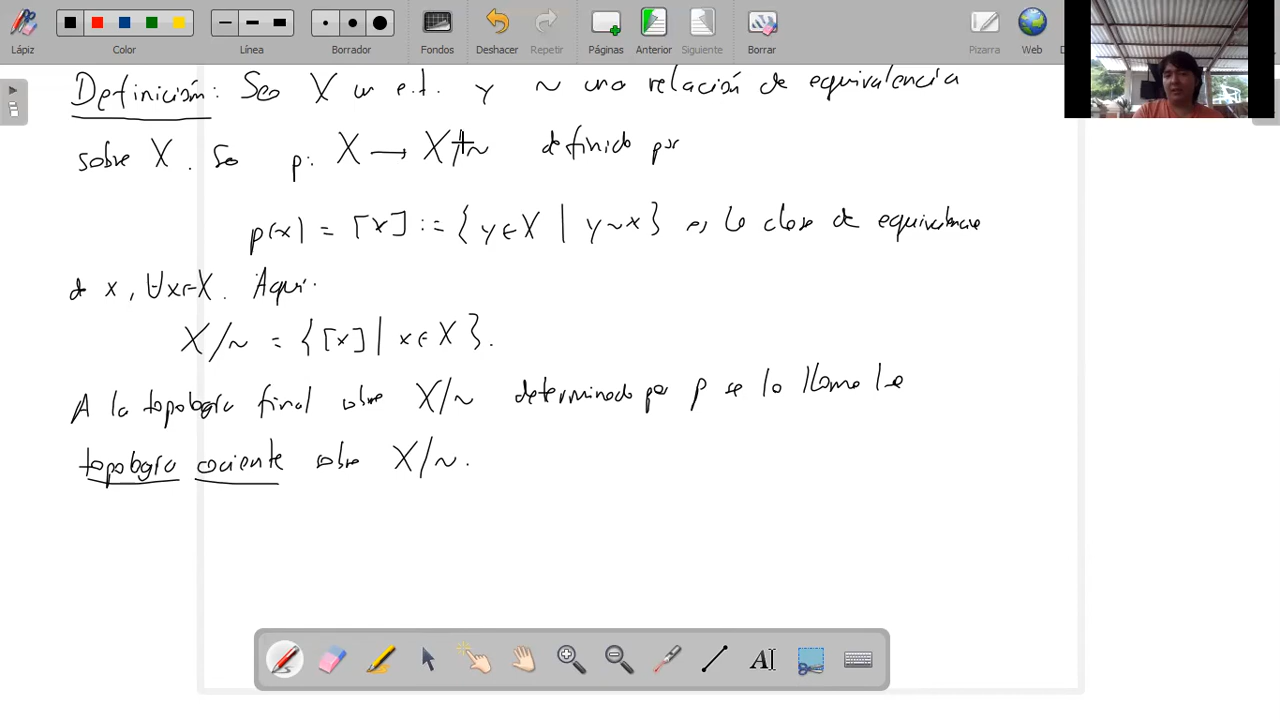 Lápiz Color Línea Borrador Fondos Deshacer Repetir Páginas Anterior Siguiente Borrar Pizarra Web
Definición: Sea X un e.t. y ~ una relación de equivalencia
sobre X. Sea p: X → X/~ definida por
p(x) = [x] := {y∈X | y~x} es la clase de equivalencia
de x, ∀x∈X. Aquí:
X/~ = {[x] | x∈X}.
A la topología final sobre X/~ determinada por p se la llama la
topología cociente sobre X/~.
AI